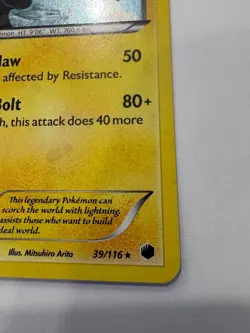 HT. 9'06" WT. 760.6
law 50
affected by Resistance.
Bolt 80+
h, this attack does 40 more
This legendary Pokémon can
scorch the world with lightning.
assists those who want to build
deal world.
Illus. Mitsuhiro Arita 39/116 ★